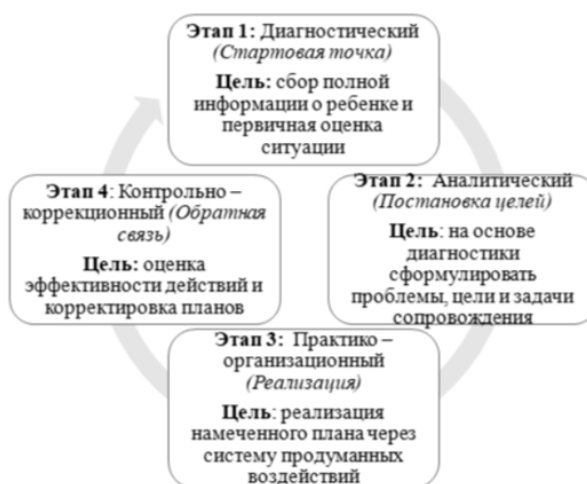 Этап 1: Диагностический
(Стартовая точка)
Цель: сбор полной
информации о ребенке и
первичная оценка
ситуации
Этап 2: Аналитический
(Постановка целей)
Цель: на основе
диагностики
сформулировать
проблемы, цели и задачи
сопровождения
Этап 3: Практико –
организационный
(Реализация)
Цель: реализация
намеченного плана через
систему продуманных
воздействий
Этап 4: Контрольно –
коррекционный (Обратная
связь)
Цель: оценка
эффективности действий и
корректировка планов